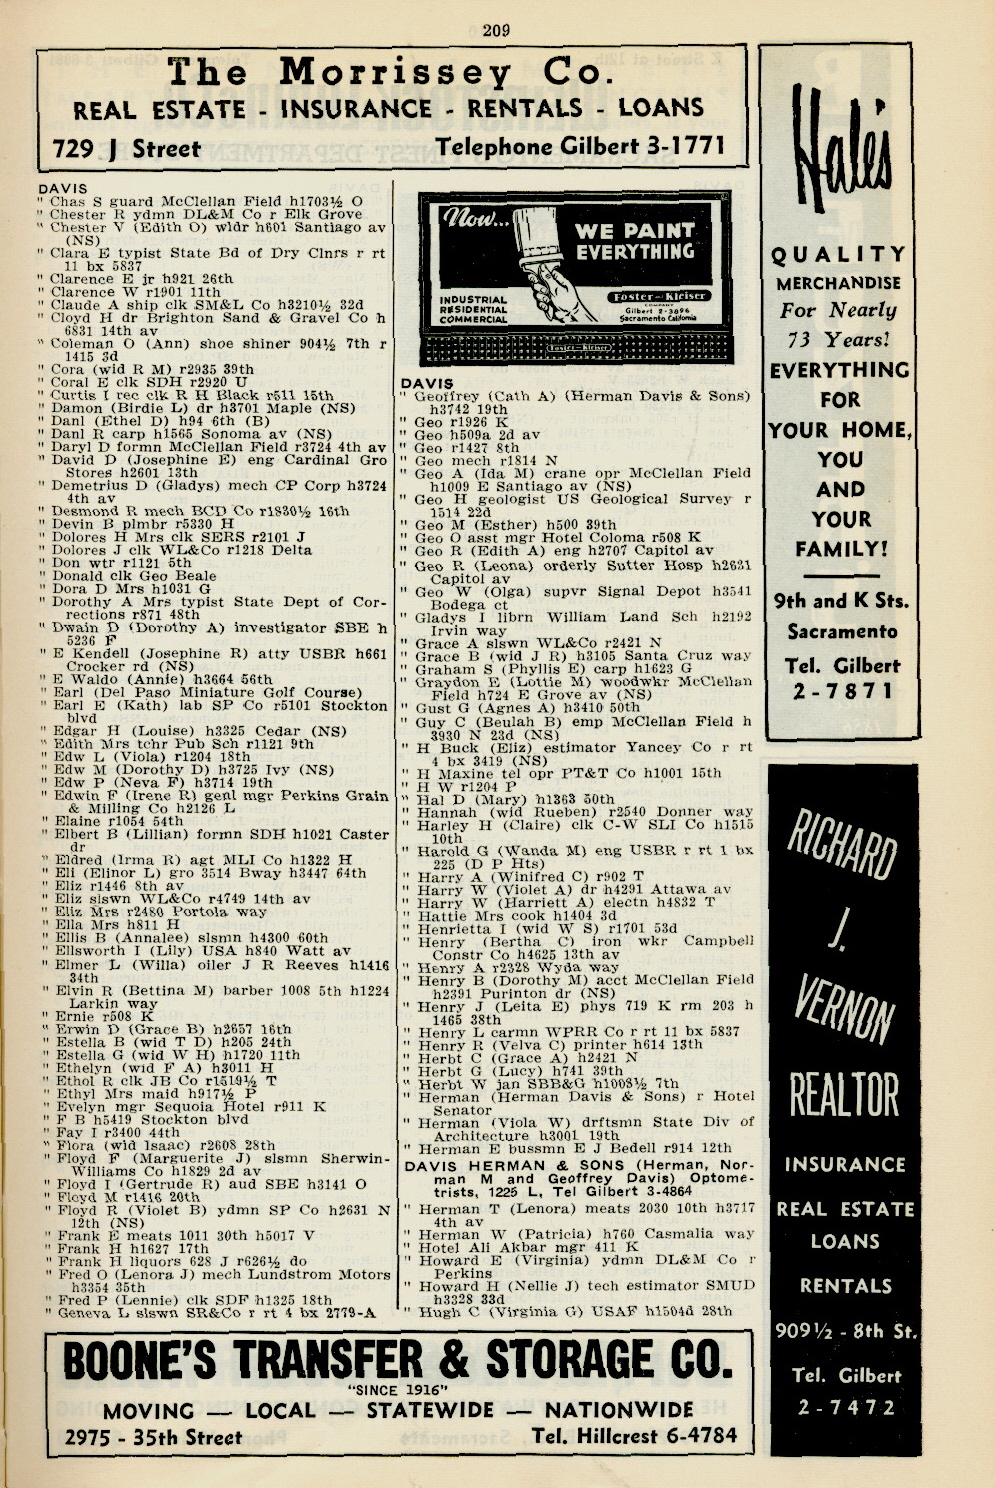 209
The Morrissey Co.
REAL ESTATE - INSURANCE - RENTALS - LOANS
729 J Street Telephone Gilbert 3-1771
DAVIS
" Chas S guard McClellan Field h1703½ O
" Chester R ydmn DL&M Co r Elk Grove
" Chester V (Edith O) wldr h601 Santiago av
(NS)
" Clara E typist State Bd of Dry Clnrs r rt
11 bx 5837
" Clarence E jr h921 26th
" Clarence W r1901 11th
" Claude A ship clk SM&L Co h3210½ 32d
" Cloyd H dr Brighton Sand & Gravel Co h
6831 14th av
" Coleman O (Ann) shoe shiner 904½ 7th r
1415 3d
" Cora (wid R M) r2935 39th
" Coral E clk SDH r2920 U
" Curtis I rec clk R H Black r511 15th
" Damon (Birdie L) dr h3701 Maple (NS)
" Danl (Ethel D) h94 6th (B)
" Danl R carp h1565 Sonoma av (NS)
" Daryl D formn McClellan Field r3724 4th av
" David D (Josephine E) eng Cardinal Gro
Stores h2601 13th
" Demetrius D (Gladys) mech CP Corp h3724
4th av
" Desmond R mech BCD Co r1830½ 16th
" Devin B plmbr r5330 H
" Dolores H Mrs clk SERS r2101 J
" Dolores J clk WL&Co r1218 Delta
" Don wtr r1121 5th
" Donald clk Geo Beale
" Dora D Mrs h1031 G
" Dorothy A Mrs typist State Dept of Cor-
rections r871 48th
" Dwain D (Dorothy A) investigator SBE h
5236 F
" E Kendell (Josephine R) atty USBR h661
Crocker rd (NS)
" E Waldo (Annie) h3664 56th
" Earl (Del Paso Miniature Golf Course)
" Earl E (Kath) lab SP Co r5101 Stockton
blvd
" Edgar H (Louise) h3325 Cedar (NS)
" Edith Mrs tchr Pub Sch r1121 9th
" Edw L (Viola) r1204 18th
" Edw M (Dorothy D) h3725 Ivy (NS)
" Edw P (Neva F) h3714 19th
" Edwin F (Irene R) genl mgr Perkins Grain
& Milling Co h2126 L
" Elaine r1054 54th
" Elbert B (Lillian) formn SDH h1021 Caster
dr
" Eldred (Irma R) agt MLI Co h1322 H
" Eli (Elinor L) gro 3514 Bway h3447 64th
" Eliz r1446 8th av
" Eliz slswn WL&Co r4749 14th av
" Eliz Mrs r2480 Portola way
" Ella Mrs h811 H
" Ellis B (Annalee) slsmn h4300 60th
" Ellsworth I (Lily) USA h840 Watt av
" Elmer L (Willa) oiler J R Reeves h1416
34th
" Elvin R (Bettina M) barber 1008 5th h1224
Larkin way
" Ernie r508 K
" Erwin D (Grace B) h2657 16th
" Estella B (wid T D) h205 24th
" Estella G (wid W H) h1720 11th
" Ethelyn (wid F A) h3011 H
" Ethol R clk JB Co r1519½ T
" Ethyl Mrs maid h917½ P
" Evelyn mgr Sequoia Hotel r911 K
" F B h5419 Stockton blvd
" Fay I r3400 44th
" Flora (wid Isaac) r2608 28th
" Floyd F (Marguerite J) slsmn Sherwin-
Williams Co h1829 2d av
" Floyd I (Gertrude R) aud SBE h3141 O
" Floyd M r1416 20th
" Floyd R (Violet B) ydmn SP Co h2631 N
12th (NS)
" Frank E meats 1011 30th h5017 V
" Frank H h1627 17th
" Frank H liquors 628 J r626½ do
" Fred O (Lenora J) mech Lundstrom Motors
h3354 35th
" Fred P (Lennie) clk SDF h1325 18th
" Geneva L slswn SR&Co r rt 4 bx 2779-A
Now...
WE PAINT
EVERYTHING
INDUSTRIAL
RESIDENTIAL
COMMERCIAL
Foster and Kleiser
COMPANY
Gilbert 2-3896
Sacramento California
Foster and Kleiser
DAVIS
" Geoffrey (Cath A) (Herman Davis & Sons)
h3742 19th
" Geo r1926 K
" Geo h509a 2d av
" Geo r1427 8th
" Geo mech r1814 N
" Geo A (Ida M) crane opr McClellan Field
h1009 E Santiago av (NS)
" Geo H geologist US Geological Survey r
1514 22d
" Geo M (Esther) h500 39th
" Geo O asst mgr Hotel Coloma r508 K
" Geo R (Edith A) eng h2707 Capitol av
" Geo R (Leona) orderly Sutter Hosp h2631
Capitol av
" Geo W (Olga) supvr Signal Depot h3541
Bodega ct
" Gladys I librn William Land Sch h2192
Irvin way
" Grace A slswn WL&Co r2421 N
" Grace B (wid J R) h3105 Santa Cruz way
" Graham S (Phyllis E) carp h1623 G
" Graydon E (Lottie M) woodwkr McClellan
Field h724 E Grove av (NS)
" Gust G (Agnes A) h3410 50th
" Guy C (Beulah B) emp McClellan Field h
3930 N 23d (NS)
" H Buck (Eliz) estimator Yancey Co r rt
4 bx 3419 (NS)
" H Maxine tel opr PT&T Co h1001 15th
" H W r1204 P
" Hal D (Mary) h1363 50th
" Hannah (wid Rueben) r2540 Donner way
" Harley H (Claire) clk C-W SLI Co h1515
10th
" Harold G (Wanda M) eng USBR r rt 1 bx
225 (D P Hts)
" Harry A (Winifred C) r902 T
" Harry W (Violet A) dr h4291 Attawa av
" Harry W (Harriett A) electn h4832 T
" Hattie Mrs cook h1404 3d
" Henrietta I (wid W S) r1701 53d
" Henry (Bertha C) iron wkr Campbell
Constr Co h4625 13th av
" Henry A r2328 Wyda way
" Henry B (Dorothy M) acct McClellan Field
h2391 Purinton dr (NS)
" Henry J (Leita E) phys 719 K rm 203 h
1465 38th
" Henry L carmn WPRR Co r rt 11 bx 5837
" Henry R (Velva C) printer h614 13th
" Herbt C (Grace A) h2421 N
" Herbt G (Lucy) h741 39th
" Herbt W jan SBB&G h1008½ 7th
" Herman (Herman Davis & Sons) r Hotel
Senator
" Herman (Viola W) drftsmn State Div of
Architecture h3001 19th
" Herman E bussmn E J Bedell r914 12th
DAVIS HERMAN & SONS (Herman, Nor-
man M and Geoffrey Davis) Optome-
trists, 1225 L, Tel Gilbert 3-4864
" Herman T (Lenora) meats 2030 10th h3717
4th av
" Herman W (Patricia) h760 Casmalia way
" Hotel Ali Akbar mgr 411 K
" Howard E (Virginia) ydmn DL&M Co r
Perkins
" Howard H (Nellie J) tech estimator SMUD
h3328 33d
" Hugh C (Virginia G) USAF h1504d 28th
Hale's
QUALITY
MERCHANDISE
For Nearly
73 Years!
EVERYTHING
FOR
YOUR HOME,
YOU
AND
YOUR
FAMILY!
9th and K Sts.
Sacramento
Tel. Gilbert
2-7871
RICHARD
J.
VERNON
REALTOR
INSURANCE
REAL ESTATE
LOANS
RENTALS
909½ - 8th St.
Tel. Gilbert
2-7472
BOONE'S TRANSFER & STORAGE CO.
"SINCE 1916"
MOVING — LOCAL — STATEWIDE — NATIONWIDE
2975 - 35th Street Tel. Hillcrest 6-4784